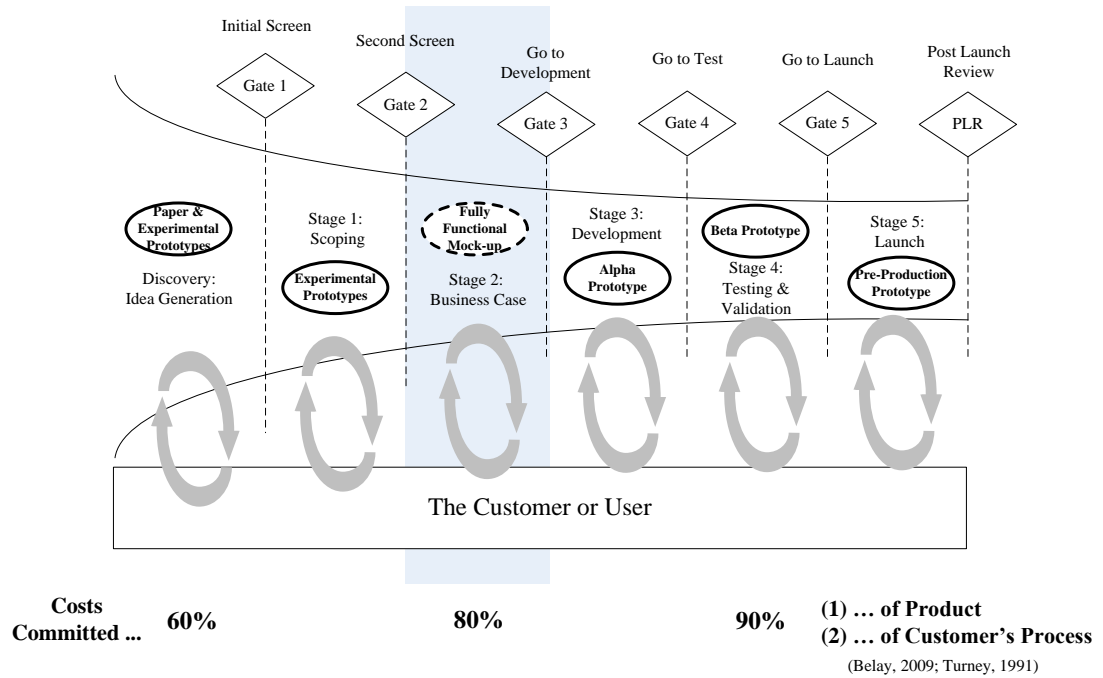 Initial Screen
Second Screen
Go to
Development
Go to Test
Go to Launch
Post Launch
Review
Gate 1
Gate 2
Gate 3
Gate 4
Gate 5
PLR
Paper &
Experimental
Prototypes
Discovery:
Idea Generation
Stage 1:
Scoping
Experimental
Prototypes
Fully
Functional
Mock-up
Stage 2:
Business Case
Stage 3:
Development
Alpha
Prototype
Beta Prototype
Stage 4:
Testing &
Validation
Stage 5:
Launch
Pre-Production
Prototype
The Customer or User
Costs
Committed ...
60%
80%
90%
(1) … of Product
(2) … of Customer’s Process
(Belay, 2009; Turney, 1991)